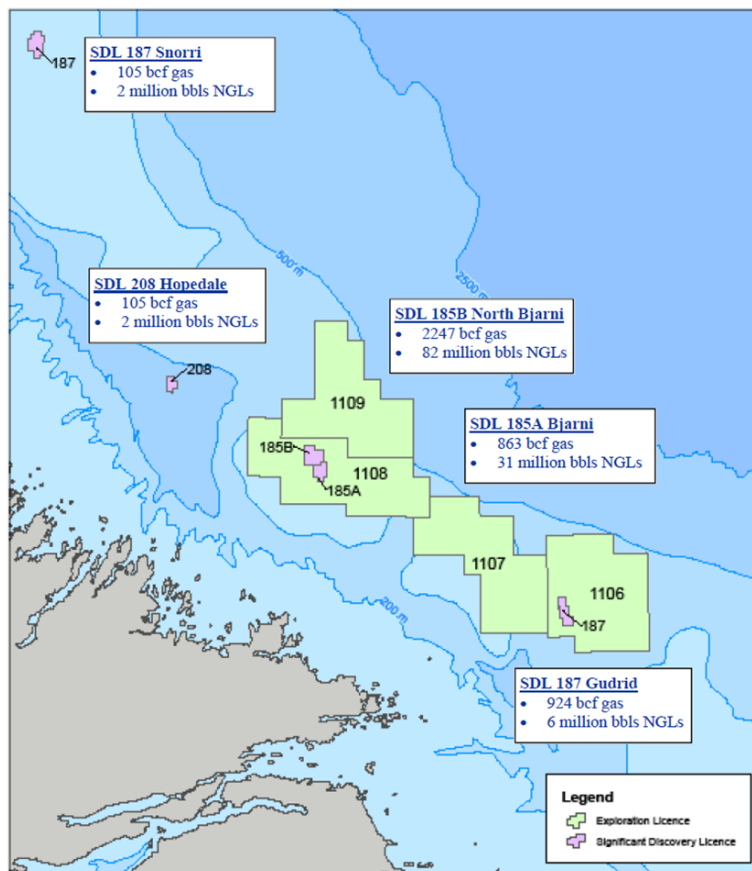 SDL 187 Snorri
• 105 bcf gas
• 2 million bbls NGLs
187
500 m
2500 m
SDL 208 Hopedale
• 105 bcf gas
• 2 million bbls NGLs
208
SDL 185B North Bjarni
• 2247 bcf gas
• 82 million bbls NGLs
1109
SDL 185A Bjarni
• 863 bcf gas
• 31 million bbls NGLs
185B
1108
185A
1107
1106
187
200 m
SDL 187 Gudrid
• 924 bcf gas
• 6 million bbls NGLs
Legend
Exploration Licence
Significant Discovery Licence